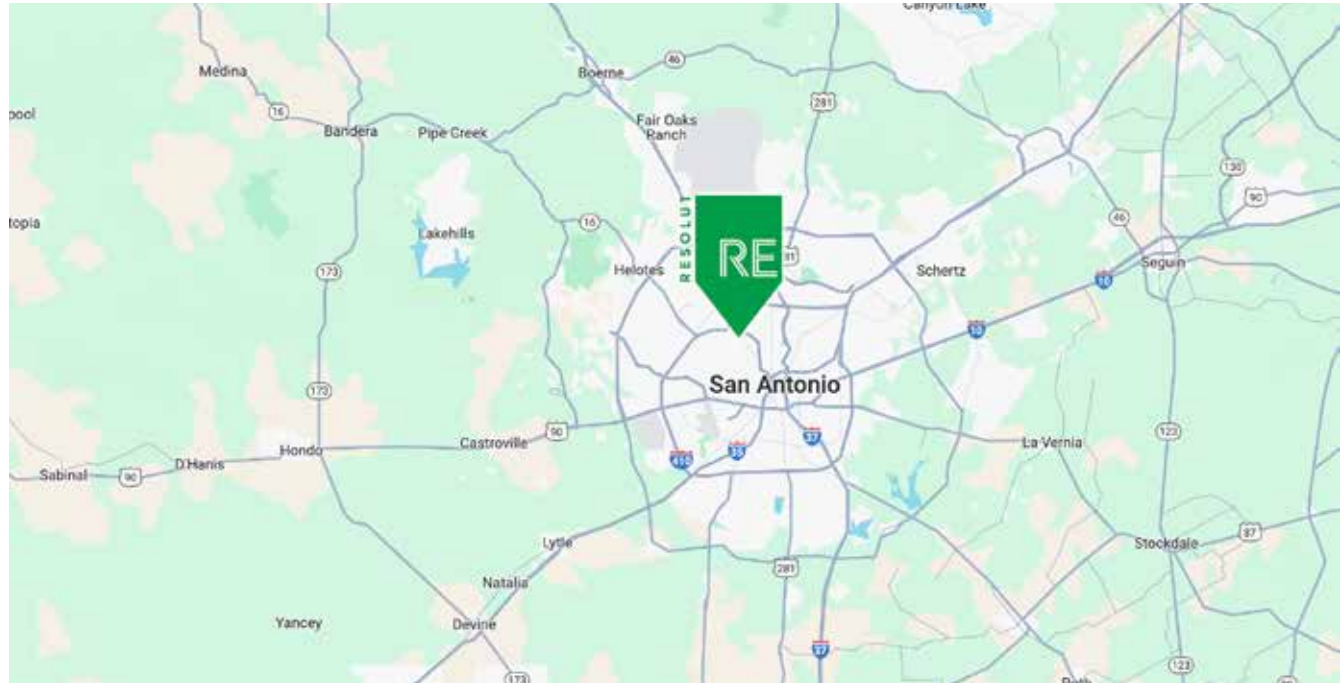 Canyon Lake
Medina
Boerne
46
281
16
pool
Bandera
Pipe Creek
Fair Oaks
Ranch
130
90
RESOLUT
RE
46
topia
Lakehills
16
Helotes
Schertz
Seguin
173
10
10
173
San Antonio
90
Castroville
Hondo
D'Hanis
Sabinal
90
410
35
37
La Vernia
123
Lytle
Stockdale
87
281
Natalia
Yancey
Devine
37
123
173